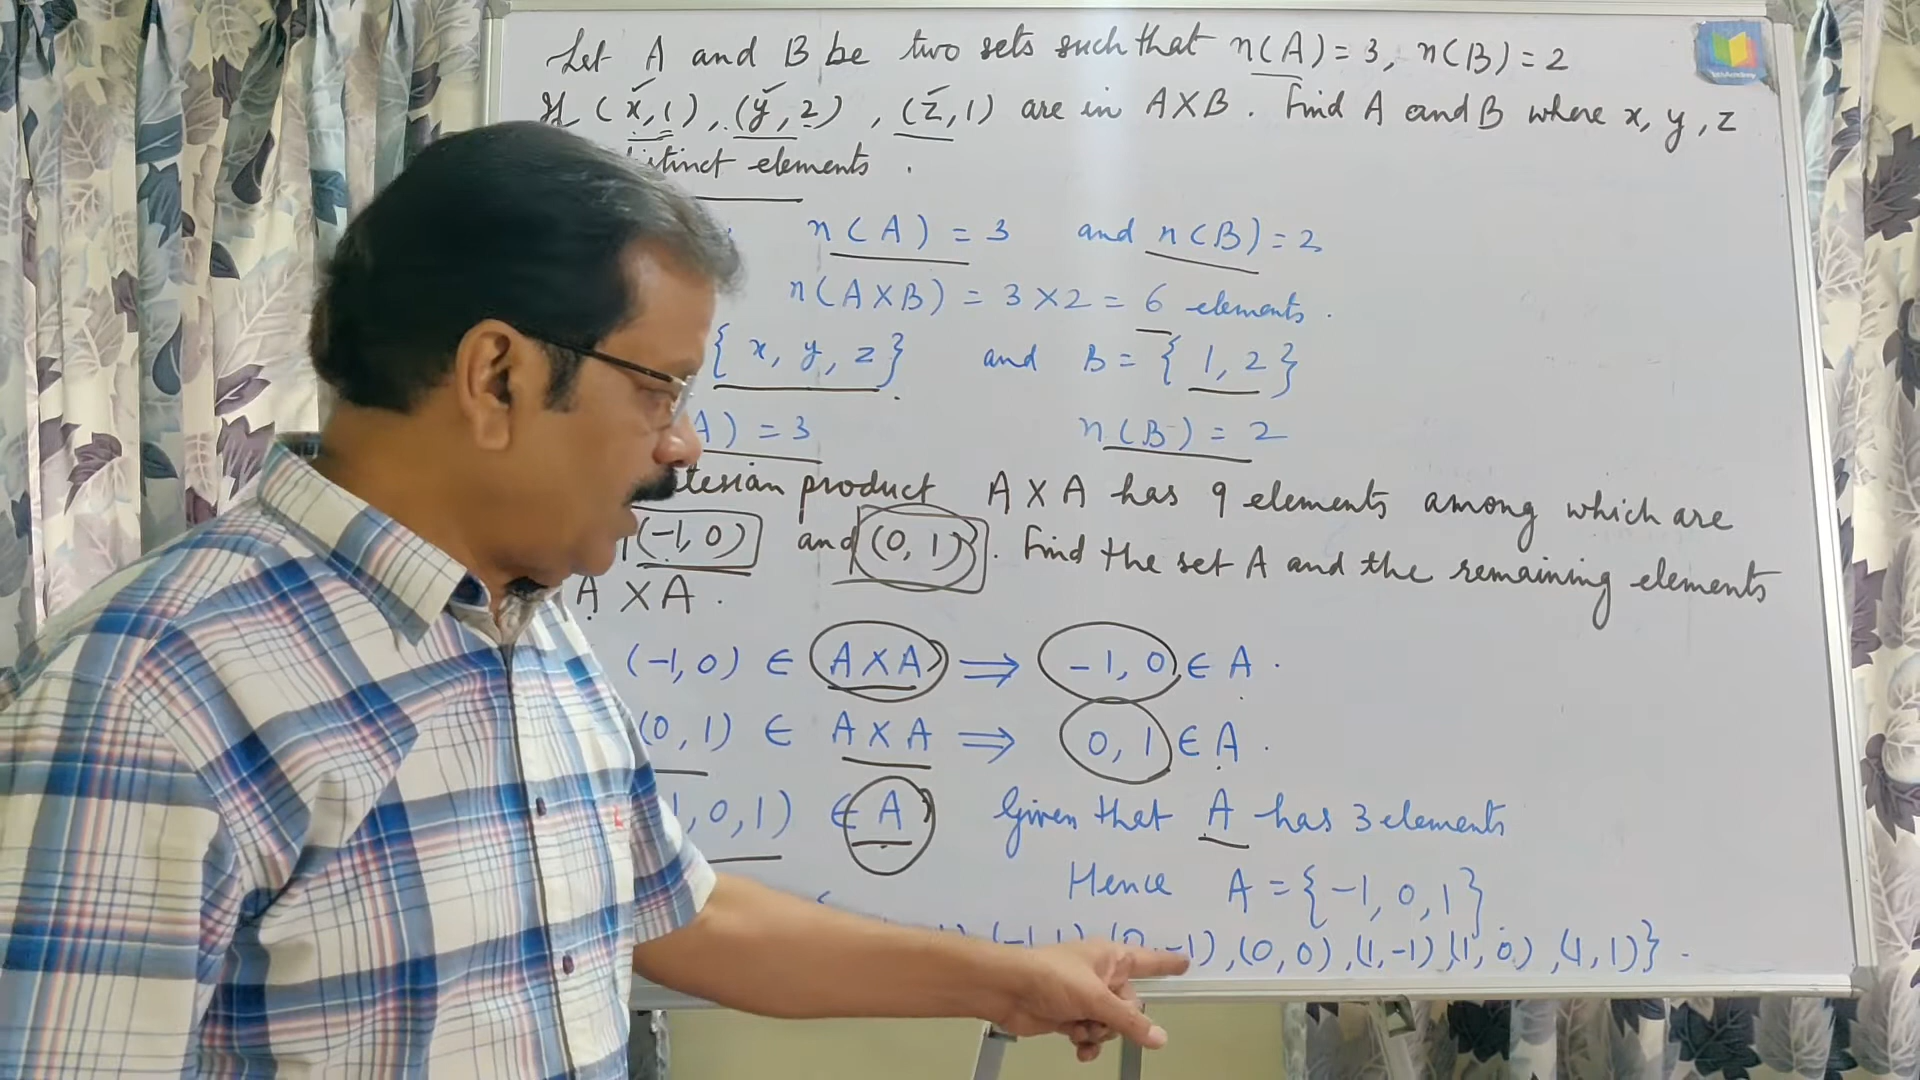 Let A and B be two sets such that n(A) = 3, n(B) = 2
If (x,1), (y,2), (z,1) are in A X B. Find A and B where x, y, z
distinct elements.
n(A) = 3 and n(B) = 2
n(A X B) = 3 X 2 = 6 elements.
{x, y, z} and B = {1, 2}
A) = 3 n(B) = 2
product A X A has 9 elements among which are
(-1, 0) and (0, 1). Find the set A and the remaining elements
A X A.
(-1, 0) ∈ A X A ⟹ -1, 0 ∈ A.
(0, 1) ∈ A X A ⟹ 0, 1 ∈ A.
1, 0, 1) ∈ A Given that A has 3 elements
Hence A = {-1, 0, 1}
(-1, 1), (0, -1), (0, 0), (1, -1), (1, 0), (1, 1)}.